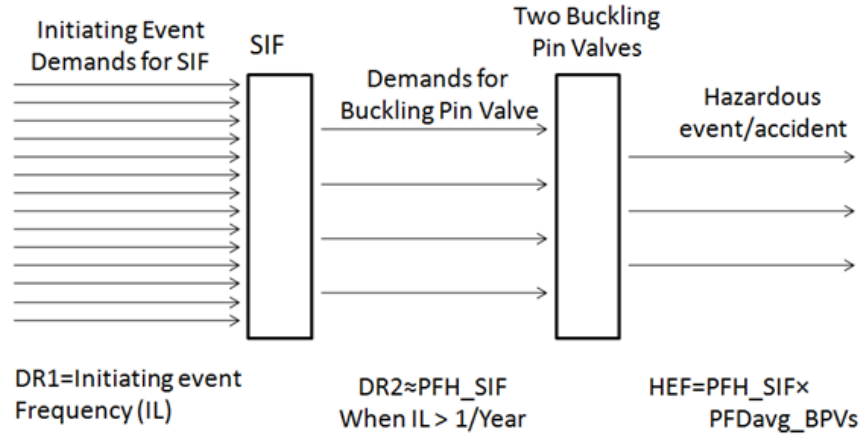 Initiating Event
Demands for SIF
SIF
Demands for
Buckling Pin Valve
Two Buckling
Pin Valves
Hazardous
event/accident
DR1=Initiating event
Frequency (IL)
DR2≈PFH_SIF
When IL > 1/Year
HEF=PFH_SIF×
PFDavg_BPVs